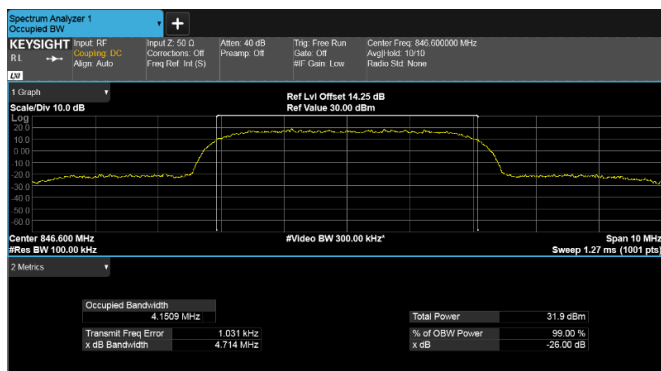 Spectrum Analyzer 1
Occupied BW
+
KEYSIGHT
RL
LXI
Input: RF
Coupling: DC
Align: Auto
Input Z: 50 Ω
Corrections: Off
Freq Ref: Int (S)
Atten: 40 dB
Preamp: Off
Trig: Free Run
Gate: Off
#IF Gain: Low
Center Freq: 846.600000 MHz
Avg|Hold: 10/10
Radio Std: None
1 Graph
Scale/Div 10.0 dB
Ref Lvl Offset 14.25 dB
Ref Value 30.00 dBm
Log
20.0
10.0
0.00
-10.0
-20.0
-30.0
-40.0
-50.0
-60.0
Center 846.600 MHz
#Res BW 100.00 kHz
#Video BW 300.00 kHz*
Span 10 MHz
Sweep 1.27 ms (1001 pts)
2 Metrics
Occupied Bandwidth
4.1509 MHz
Transmit Freq Error 1.031 kHz
x dB Bandwidth 4.714 MHz
Total Power 31.9 dBm
% of OBW Power 99.00 %
x dB -26.00 dB